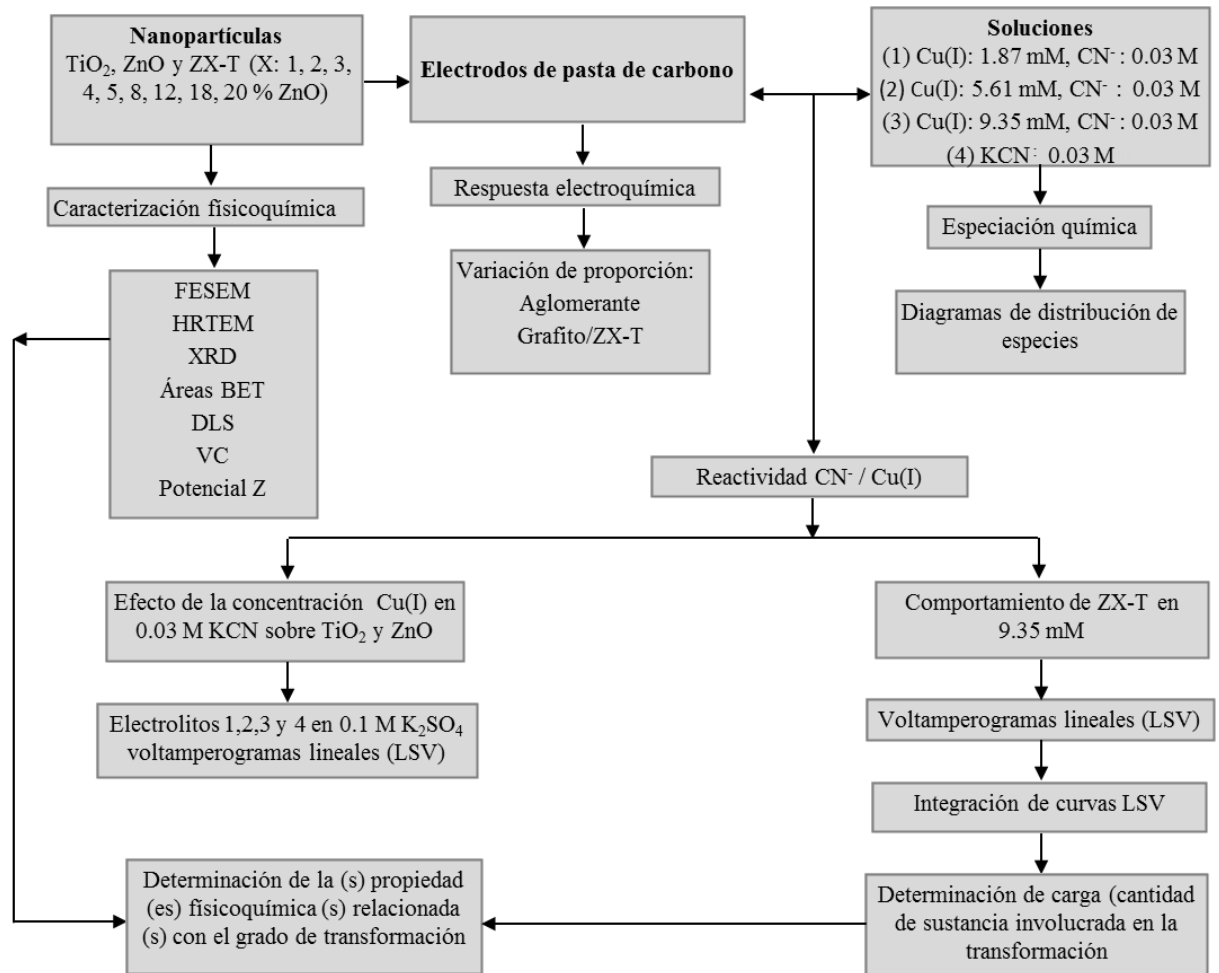 Nanopartículas
TiO₂, ZnO y ZX-T (X: 1, 2, 3,
4, 5, 8, 12, 18, 20 % ZnO)
Electrodos de pasta de carbono
Soluciones
(1) Cu(I): 1.87 mM, CN⁻: 0.03 M
(2) Cu(I): 5.61 mM, CN⁻ : 0.03 M
(3) Cu(I): 9.35 mM, CN⁻ : 0.03 M
(4) KCN: 0.03 M
Caracterización físicoquímica
Respuesta electroquímica
Especiación química
FESEM
HRTEM
XRD
Áreas BET
DLS
VC
Potencial Z
Variación de proporción:
Aglomerante
Grafito/ZX-T
Diagramas de distribución de
especies
Reactividad CN⁻ / Cu(I)
Efecto de la concentración Cu(I) en
0.03 M KCN sobre TiO₂ y ZnO
Comportamiento de ZX-T en
9.35 mM
Electrolitos 1,2,3 y 4 en 0.1 M K₂SO₄
voltamperogramas lineales (LSV)
Voltamperogramas lineales (LSV)
Integración de curvas LSV
Determinación de la (s) propiedad
(es) físicoquímica (s) relacionada
(s) con el grado de transformación
Determinación de carga (cantidad
de sustancia involucrada en la
transformación